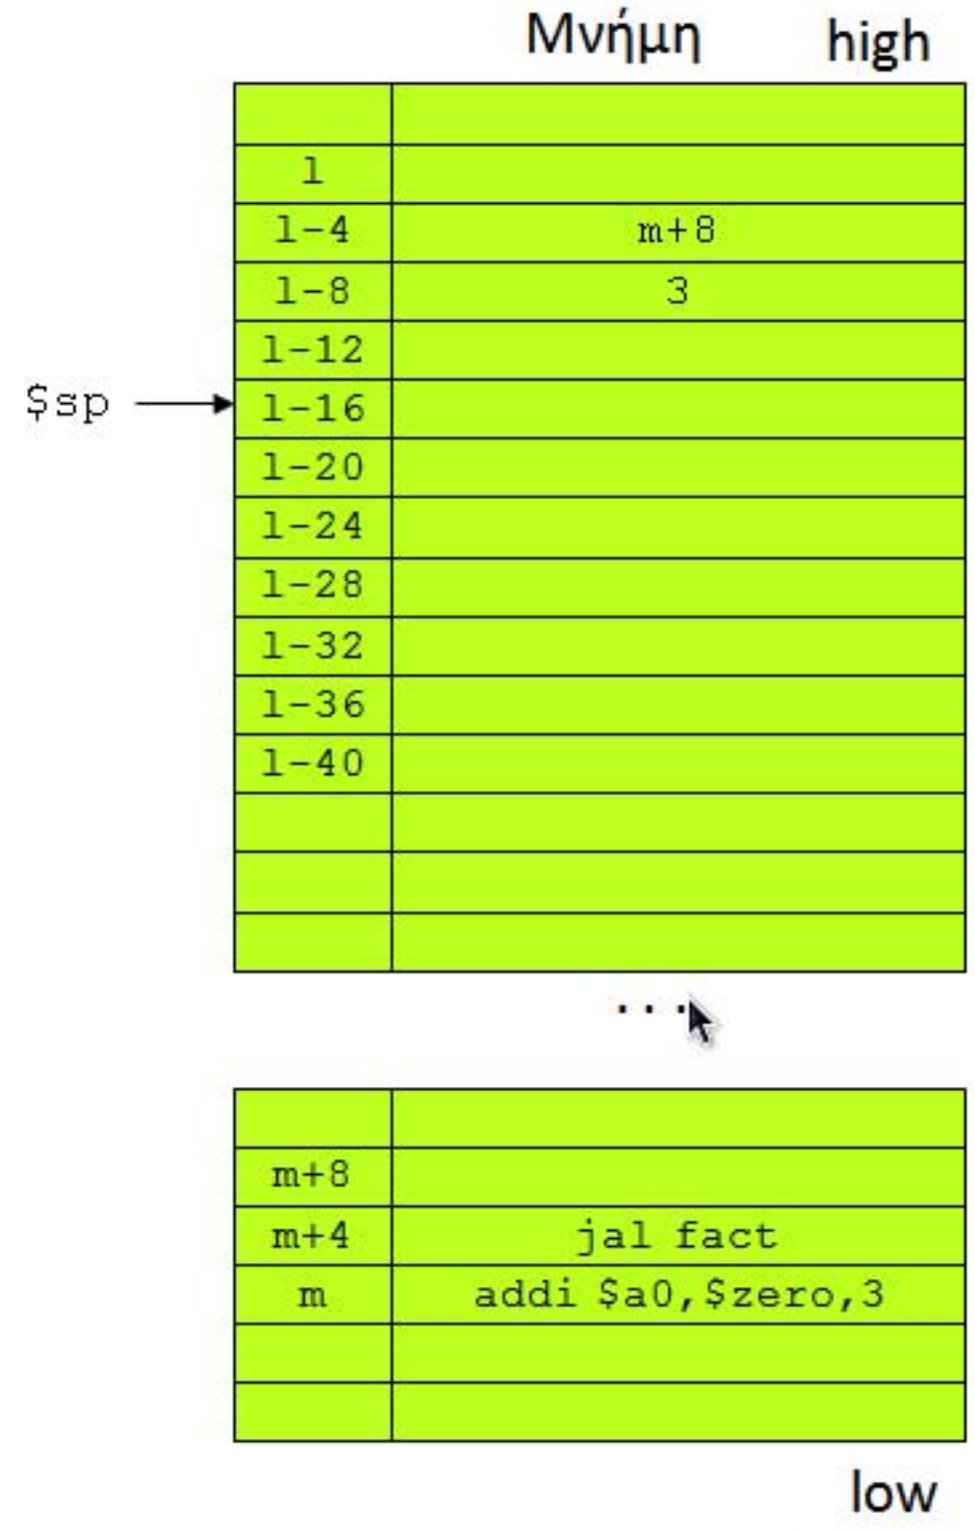 Μνήμη high
l
l-4 m+8
l-8 3
l-12
$sp l-16
l-20
l-24
l-28
l-32
l-36
l-40
...
m+8
m+4 jal fact
m addi $a0,$zero,3
low